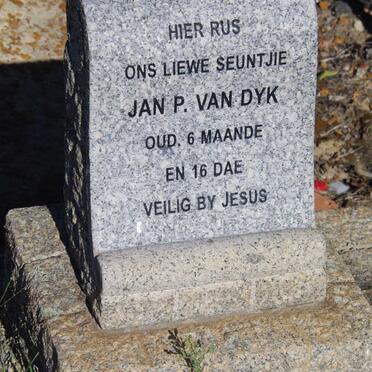 HIER RUS
ONS LIEWE SEUNTJIE
JAN P. VAN DYK
OUD. 6 MAANDE
EN 16 DAE
VEILIG BY JESUS